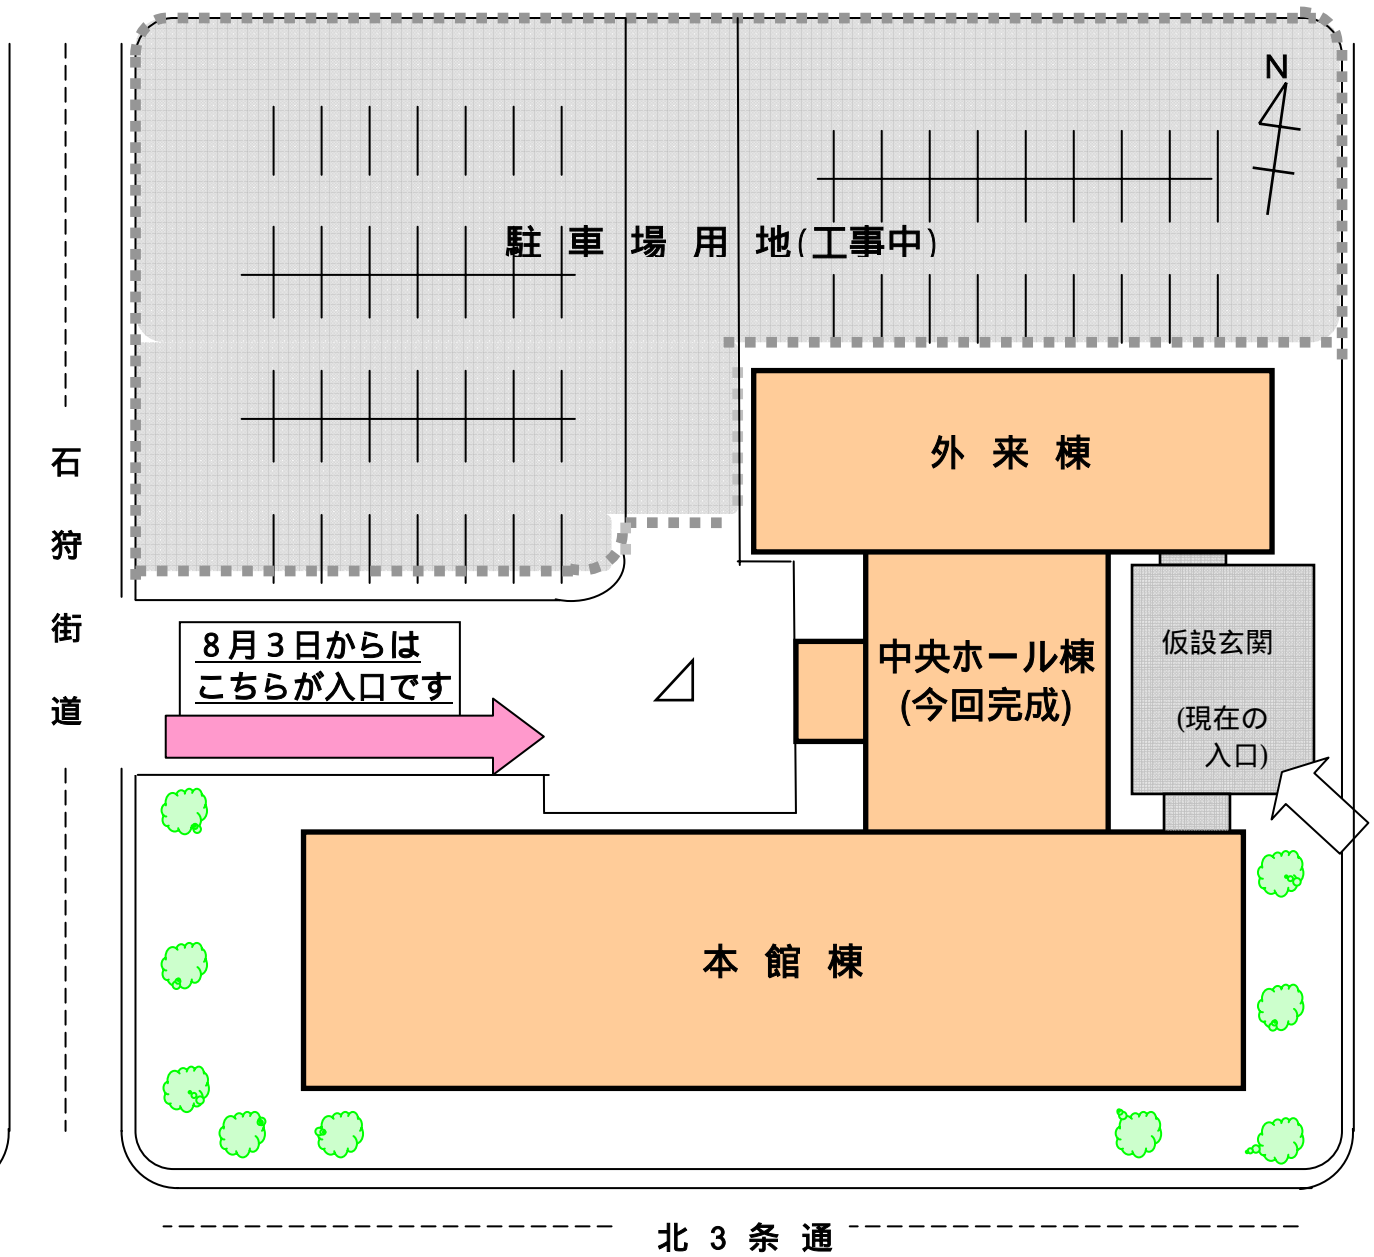 N
駐車場用地(工事中)
外来棟
石狩街道
8月3日からは
こちらが入口です
中央ホール棟
(今回完成)
仮設玄関
(現在の
入口)
本館棟
北3条通